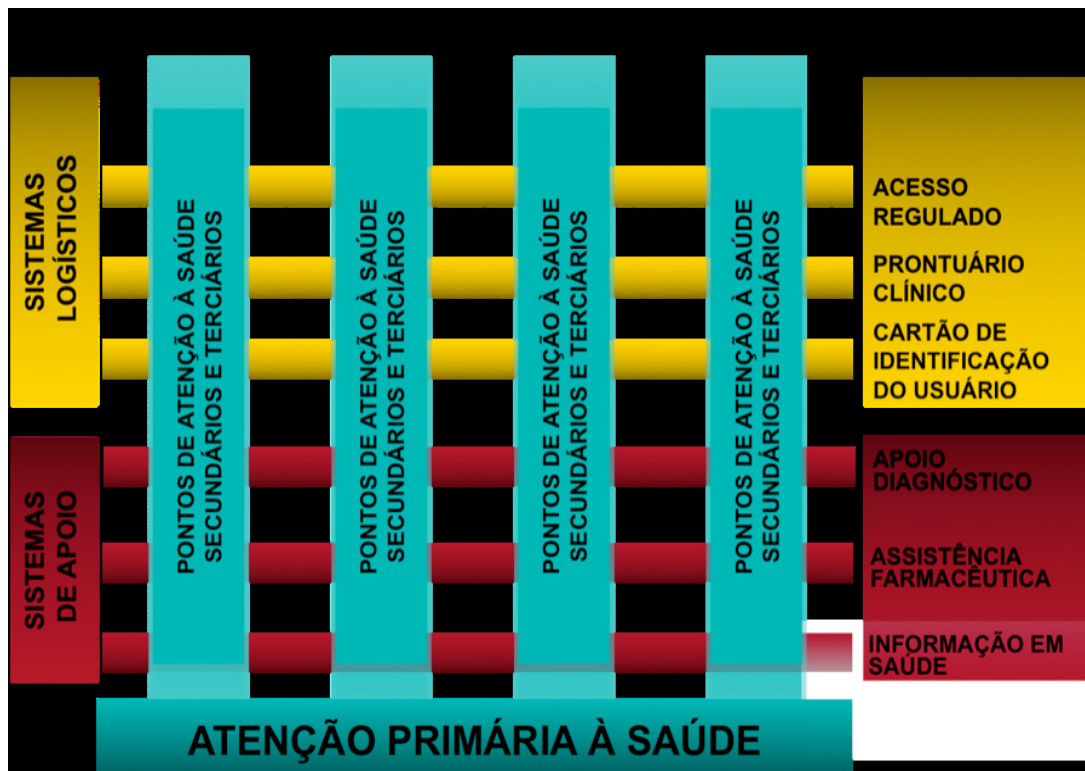 SISTEMAS
LOGÍSTICOS
SISTEMAS
DE APOIO
PONTOS DE ATENÇÃO À SAÚDE
SECUNDÁRIOS E TERCIÁRIOS
PONTOS DE ATENÇÃO À SAÚDE
SECUNDÁRIOS E TERCIÁRIOS
PONTOS DE ATENÇÃO À SAÚDE
SECUNDÁRIOS E TERCIÁRIOS
PONTOS DE ATENÇÃO À SAÚDE
SECUNDÁRIOS E TERCIÁRIOS
ACESSO
REGULADO
PRONTUÁRIO
CLÍNICO
CARTÃO DE
IDENTIFICAÇÃO
DO USUÁRIO
APOIO
DIAGNÓSTICO
ASSISTÊNCIA
FARMACÊUTICA
INFORMAÇÃO EM
SAÚDE
ATENÇÃO PRIMÁRIA À SAÚDE